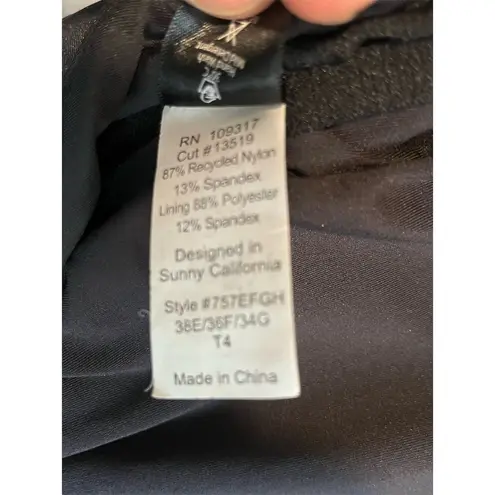 RN 109317
Cut #13519
87% Recycled Nylon
13% Spandex
Lining 88% Polyester
12% Spandex
Designed in
Sunny California
Style #757EFGH
38E/36F/34G
T4
Made in China